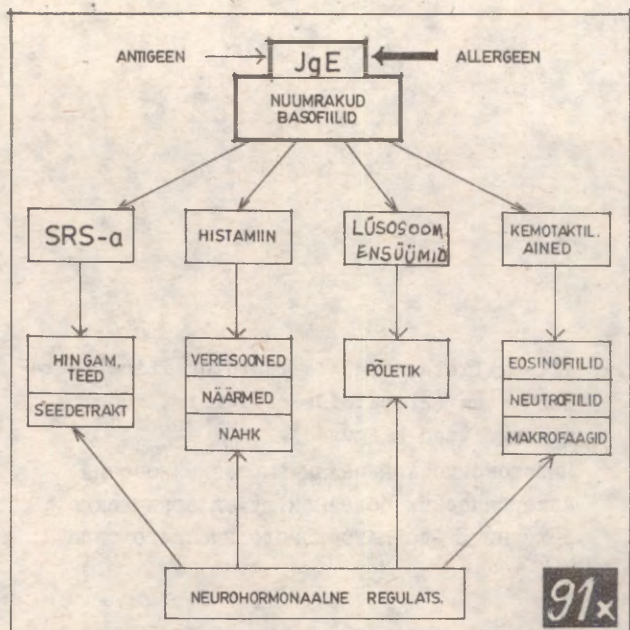 ANTIGEEN
JgE
ALLERGEEN
NUUMRAKUD
BASOFIILID
SRS-a
HISTAMIIN
LÜSOSOOM.
ENSÜÜMID
KEMOTAKTIL.
AINED
HINGAM.
TEED
SEEDETRAKT
VERESOONED
NÄÄRMED
NAHK
PÕLETIK
EOSINOFIILID
NEUTROFIILID
MAKROFAAGID
NEUROHORMONAALNE REGULATS.
91x